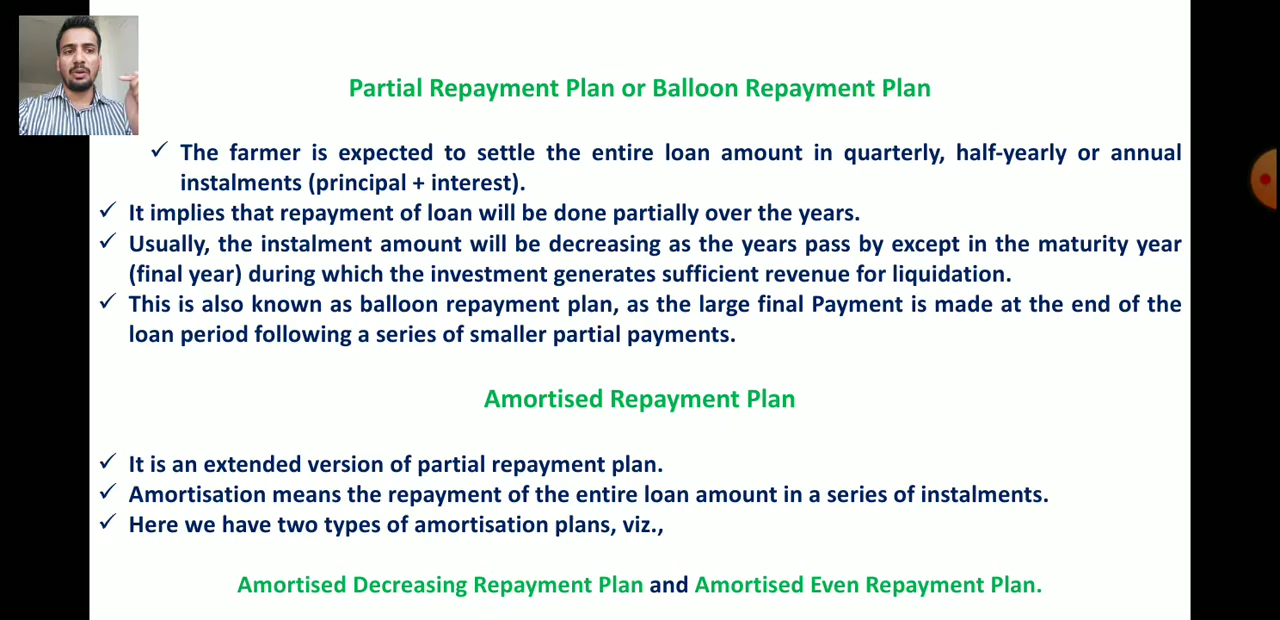 Partial Repayment Plan or Balloon Repayment Plan
✓ The farmer is expected to settle the entire loan amount in quarterly, half-yearly or annual
instalments (principal + interest).
✓ It implies that repayment of loan will be done partially over the years.
✓ Usually, the instalment amount will be decreasing as the years pass by except in the maturity year
(final year) during which the investment generates sufficient revenue for liquidation.
✓ This is also known as balloon repayment plan, as the large final Payment is made at the end of the
loan period following a series of smaller partial payments.
Amortised Repayment Plan
✓ It is an extended version of partial repayment plan.
✓ Amortisation means the repayment of the entire loan amount in a series of instalments.
✓ Here we have two types of amortisation plans, viz.,
Amortised Decreasing Repayment Plan and Amortised Even Repayment Plan.